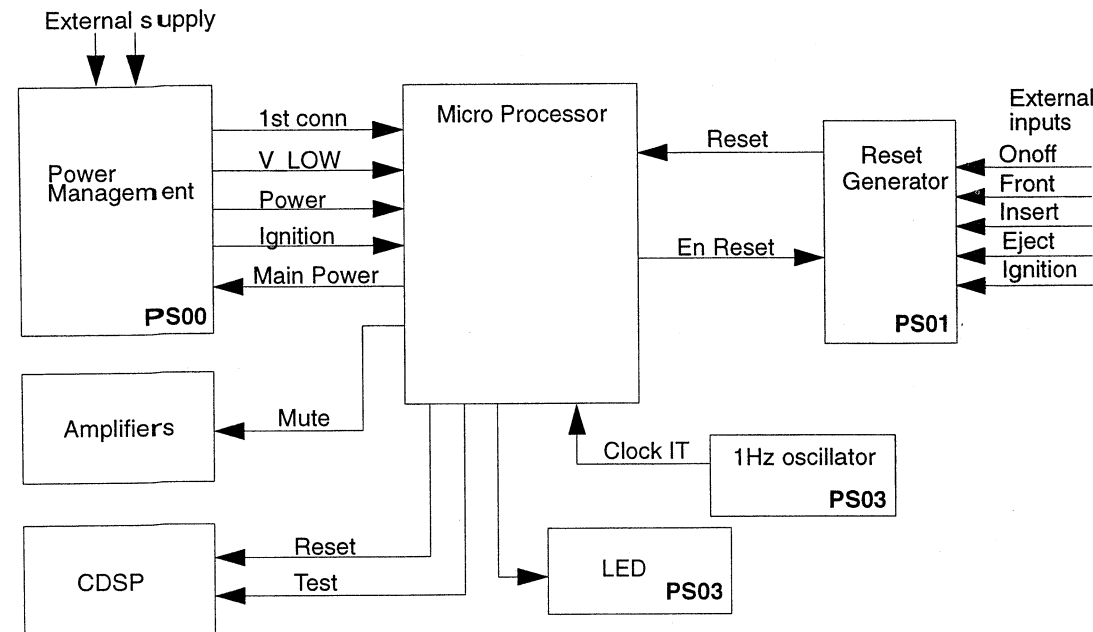 External supply
Power
Management
PS00
1st conn
V_LOW
Power
Ignition
Main Power
Micro Processor
Reset
En Reset
Reset
Generator
PS01
External
inputs
Onoff
Front
Insert
Eject
Ignition
Amplifiers
Mute
Clock IT
1Hz oscillator
PS03
CDSP
Reset
Test
LED
PS03